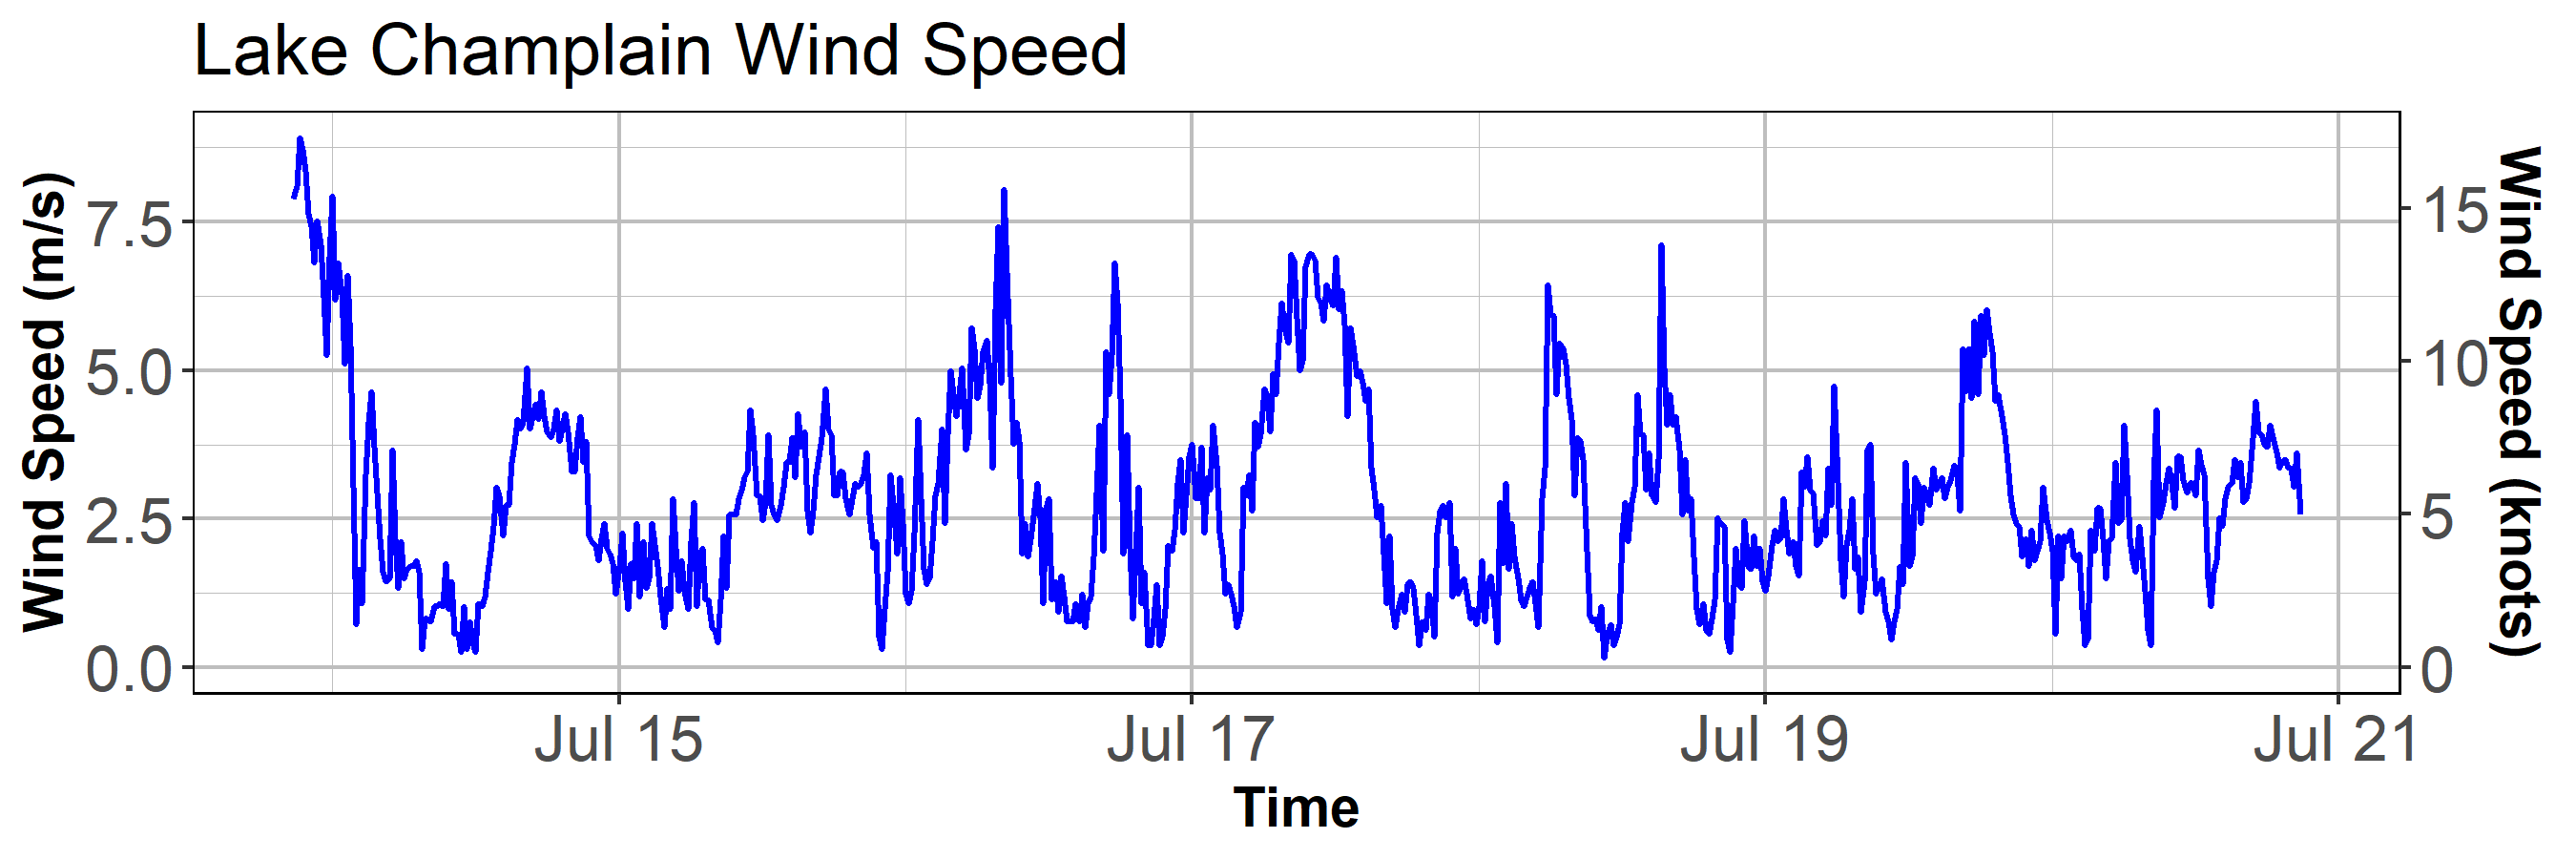 Lake Champlain Wind Speed
Wind Speed (m/s)
7.5
5.0
2.5
0.0
15
10
5
0
Wind Speed (knots)
Jul 15
Jul 17
Jul 19
Jul 21
Time